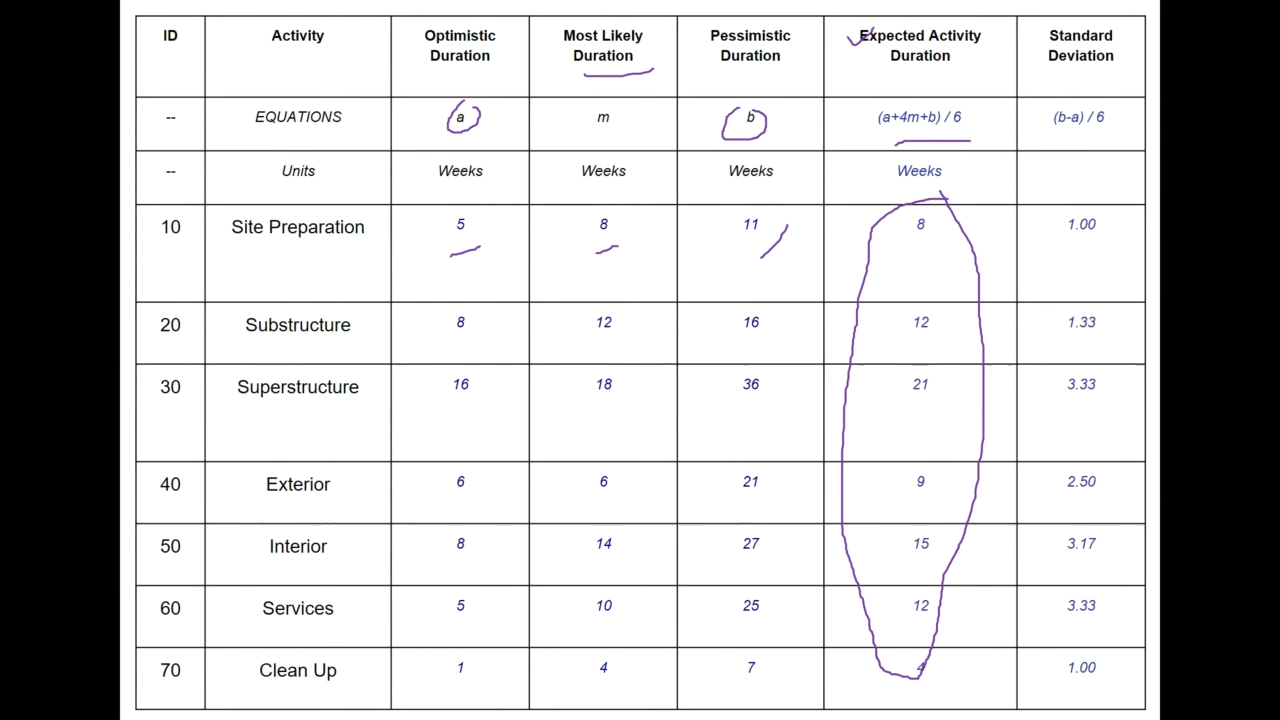 ID Activity Optimistic Duration Most Likely Duration Pessimistic Duration Expected Activity Duration Standard Deviation
-- EQUATIONS a m b (a+4m+b) / 6 (b-a) / 6
-- Units Weeks Weeks Weeks Weeks
10 Site Preparation 5 8 11 8 1.00
20 Substructure 8 12 16 12 1.33
30 Superstructure 16 18 36 21 3.33
40 Exterior 6 6 21 9 2.50
50 Interior 8 14 27 15 3.17
60 Services 5 10 25 12 3.33
70 Clean Up 1 4 7 4 1.00